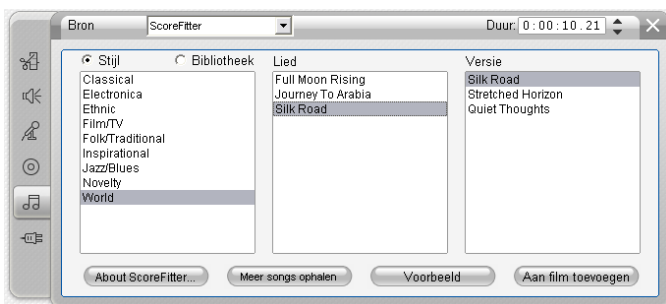 Bron ScoreFitter Duur: 0:00:10.21
Stijl Bibliotheek Lied Versie
Classical
Electronica
Ethnic
Film/TV
Folk/Traditional
Inspirational
Jazz/Blues
Novelty
World
Full Moon Rising
Journey To Arabia
Silk Road
Silk Road
Stretched Horizon
Quiet Thoughts
About ScoreFitter... Meer songs ophalen Voorbeeld Aan film toevoegen